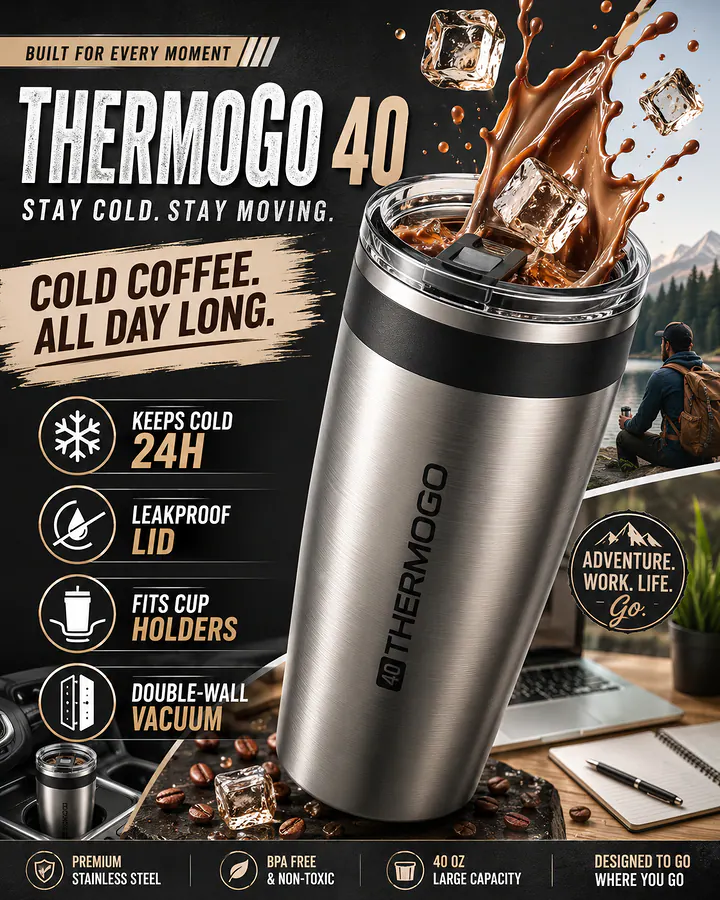 BUILT FOR EVERY MOMENT
THERMOGO 40
STAY COLD. STAY MOVING.
COLD COFFEE.
ALL DAY LONG.
KEEPS COLD
24H
LEAKPROOF
LID
FITS CUP
HOLDERS
DOUBLE-WALL
VACUUM
40 THERMOGO
ADVENTURE.
WORK. LIFE.
Go.
PREMIUM
STAINLESS STEEL
BPA FREE
& NON-TOXIC
40 OZ
LARGE CAPACITY
DESIGNED TO GO
WHERE YOU GO